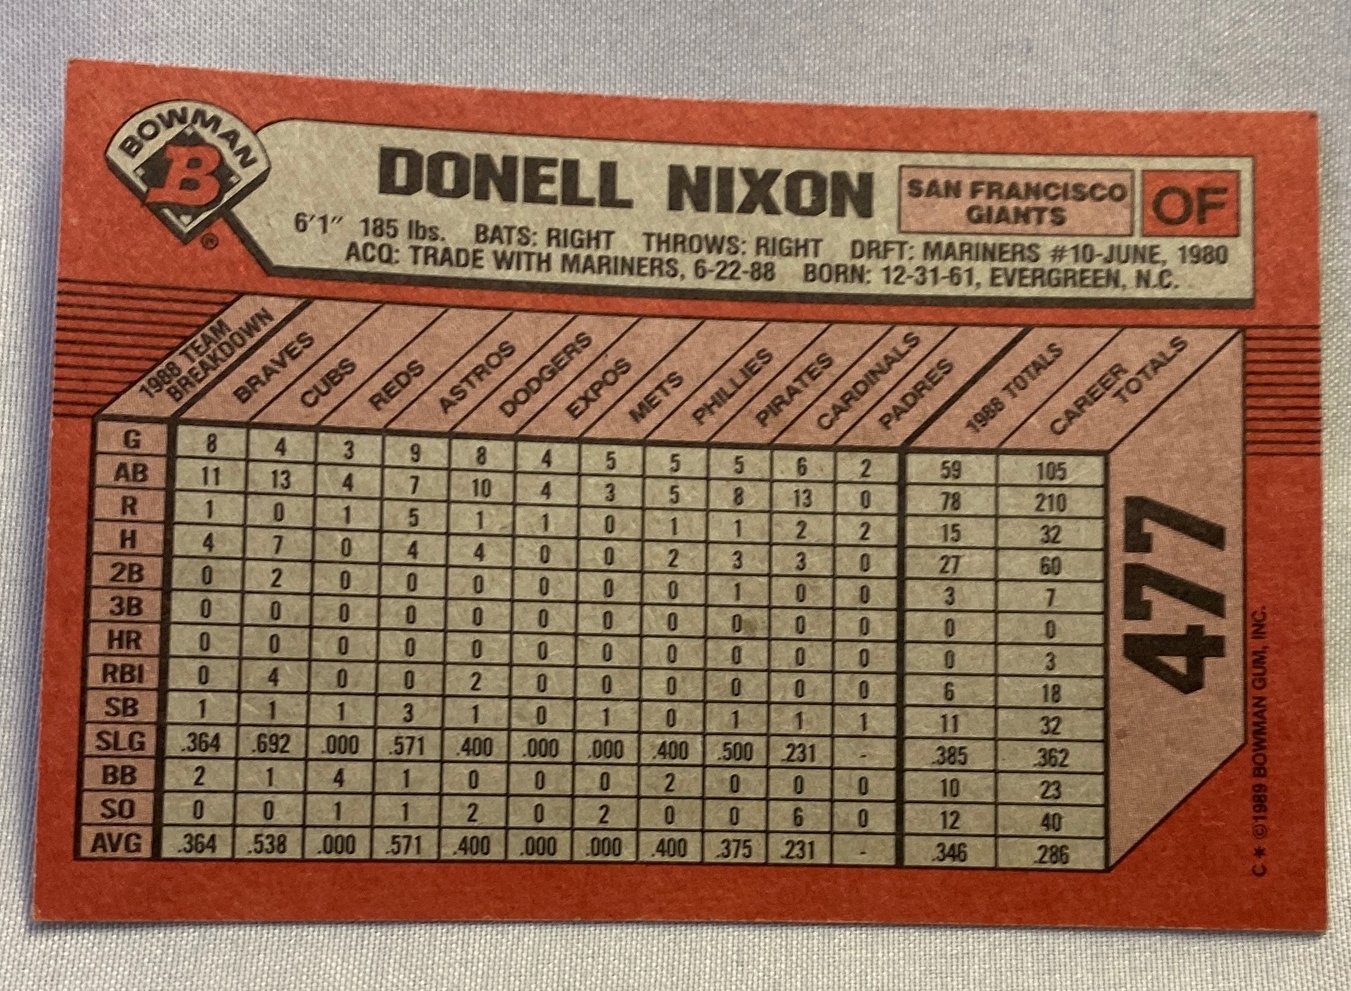 BOWMAN
B
®
DONELL NIXON
SAN FRANCISCO
GIANTS
OF
6'1" 185 lbs. BATS: RIGHT THROWS: RIGHT DRFT: MARINERS #10-JUNE, 1980
ACQ: TRADE WITH MARINERS, 6-22-88 BORN: 12-31-61, EVERGREEN, N.C.
1988 TEAM BREAKDOWN BRAVES CUBS REDS ASTROS DODGERS EXPOS METS PHILLIES PIRATES CARDINALS PADRES 1988 TOTALS CAREER TOTALS
G 8 4 3 9 8 4 5 5 5 6 2 59 105
AB 11 13 4 7 10 4 3 5 8 13 0 78 210
R 1 0 1 5 1 1 0 1 1 2 2 15 32
H 4 7 0 4 4 0 0 2 3 3 0 27 60
2B 0 2 0 0 0 0 0 0 1 0 0 3 7
3B 0 0 0 0 0 0 0 0 0 0 0 0 0
HR 0 0 0 0 0 0 0 0 0 0 0 0 3
RBI 0 4 0 0 2 0 0 0 0 0 0 6 18
SB 1 1 1 3 1 0 1 0 1 1 1 11 32
SLG .364 .692 .000 .571 .400 .000 .000 .400 .500 .231 - .385 .362
BB 2 1 4 1 0 0 0 2 0 0 0 10 23
SO 0 0 1 1 2 0 2 0 0 6 0 12 40
AVG .364 .538 .000 .571 .400 .000 .000 .400 .375 .231 - .346 .286
477
C * ©1989 BOWMAN GUM, INC.